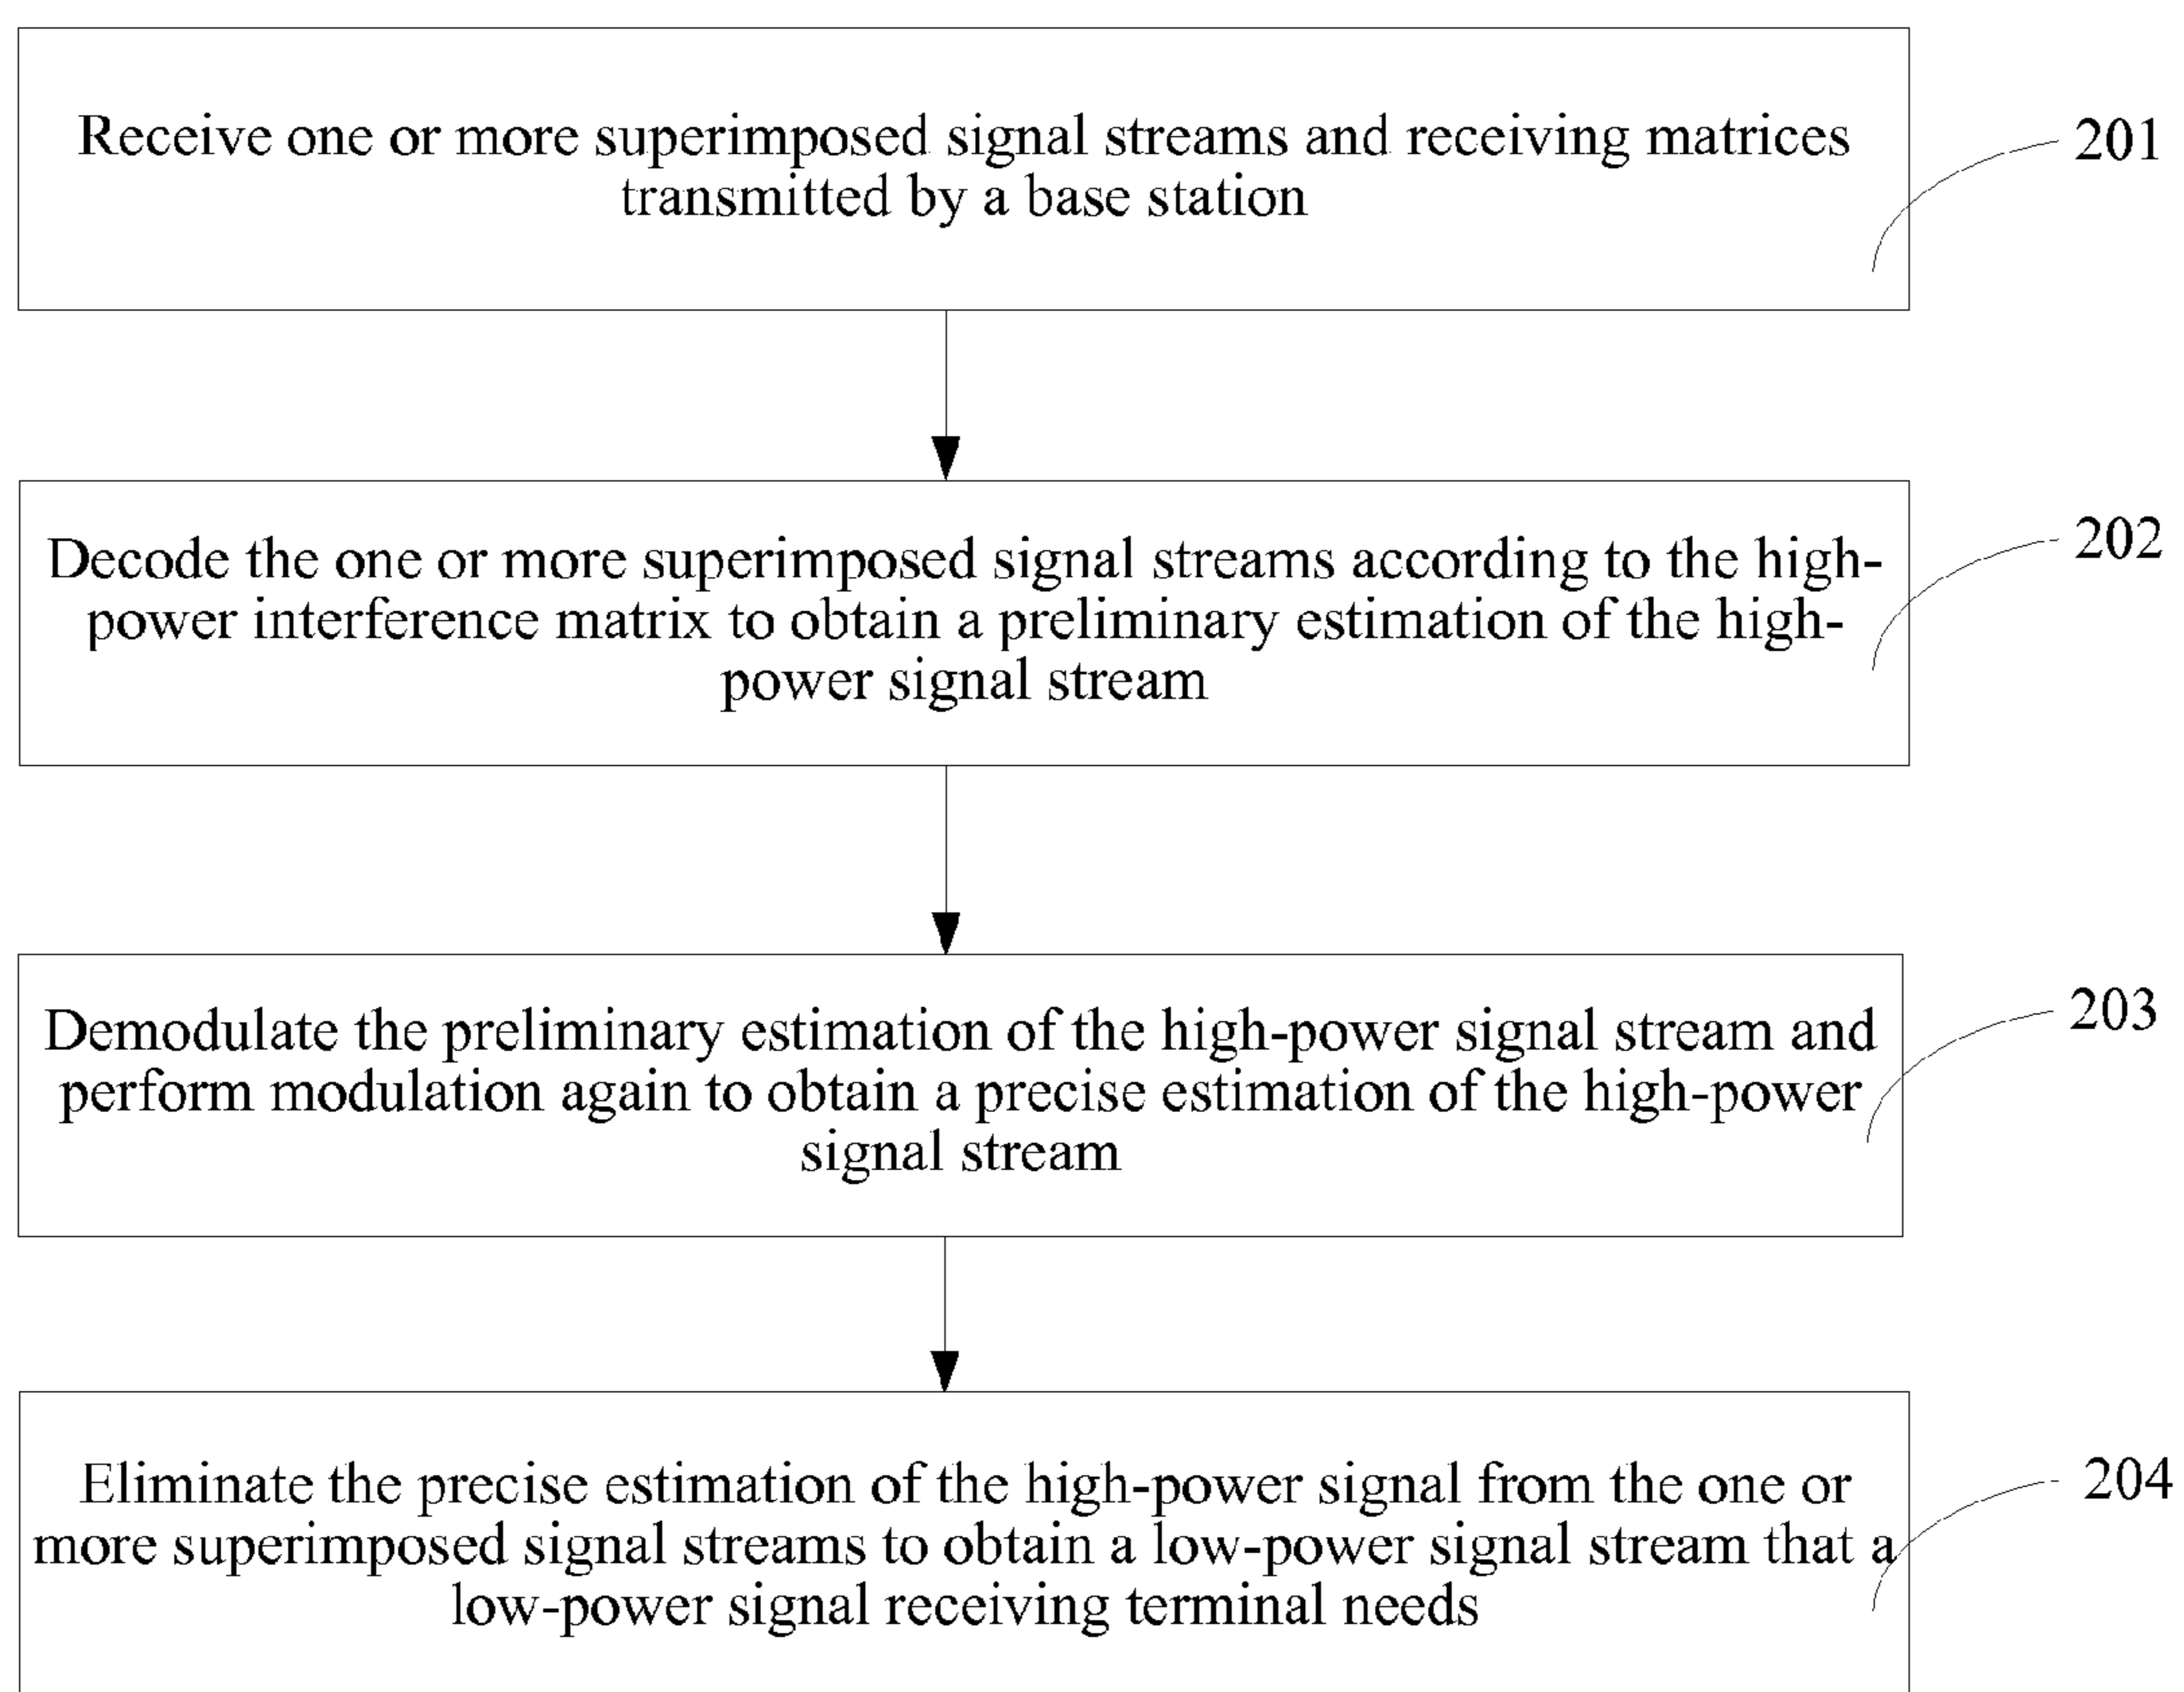 Receive one or more superimposed signal streams and receiving matrices
transmitted by a base station
201
Decode the one or more superimposed signal streams according to the high-
power interference matrix to obtain a preliminary estimation of the high-
power signal stream
202
Demodulate the preliminary estimation of the high-power signal stream and
perform modulation again to obtain a precise estimation of the high-power
signal stream
203
Eliminate the precise estimation of the high-power signal from the one or
more superimposed signal streams to obtain a low-power signal stream that a
low-power signal receiving terminal needs
204